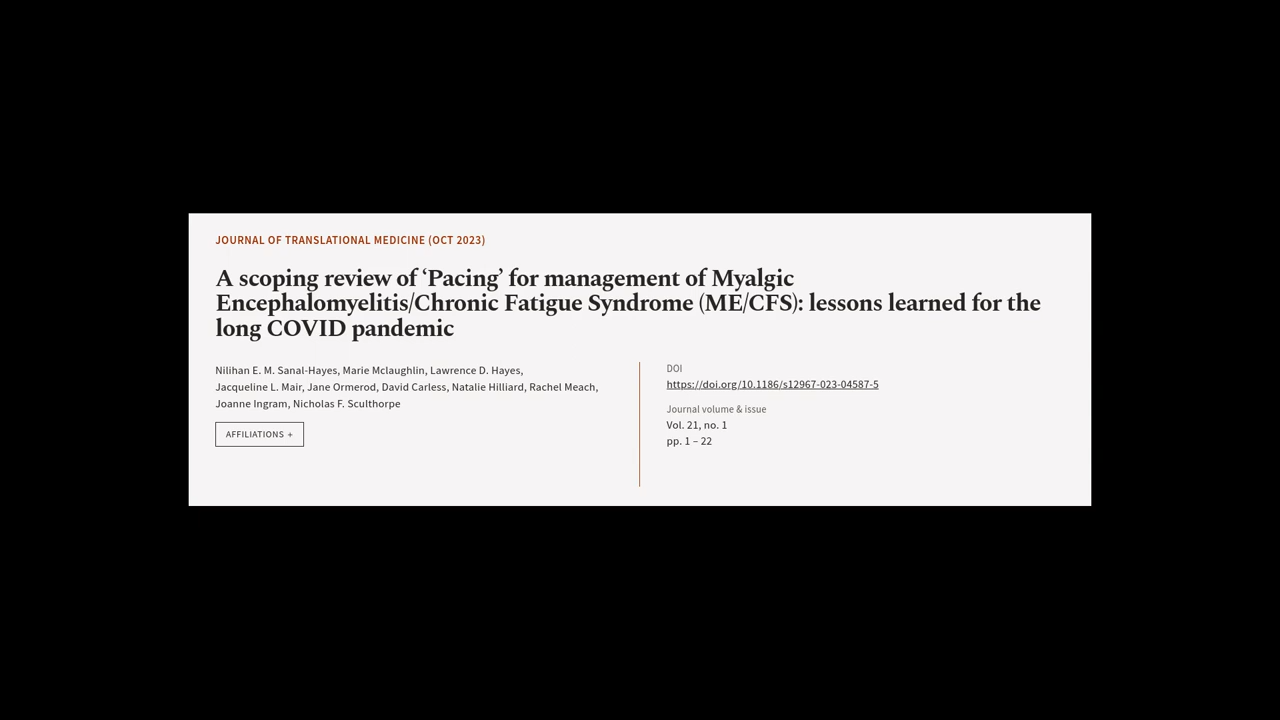 JOURNAL OF TRANSLATIONAL MEDICINE (OCT 2023)
A scoping review of ‘Pacing’ for management of Myalgic
Encephalomyelitis/Chronic Fatigue Syndrome (ME/CFS): lessons learned for the
long COVID pandemic
Nilihan E. M. Sanal-Hayes, Marie Mclaughlin, Lawrence D. Hayes,
Jacqueline L. Mair, Jane Ormerod, David Carless, Natalie Hilliard, Rachel Meach,
Joanne Ingram, Nicholas F. Sculthorpe
AFFILIATIONS +
DOI
https://doi.org/10.1186/s12967-023-04587-5
Journal volume & issue
Vol. 21, no. 1
pp. 1 – 22